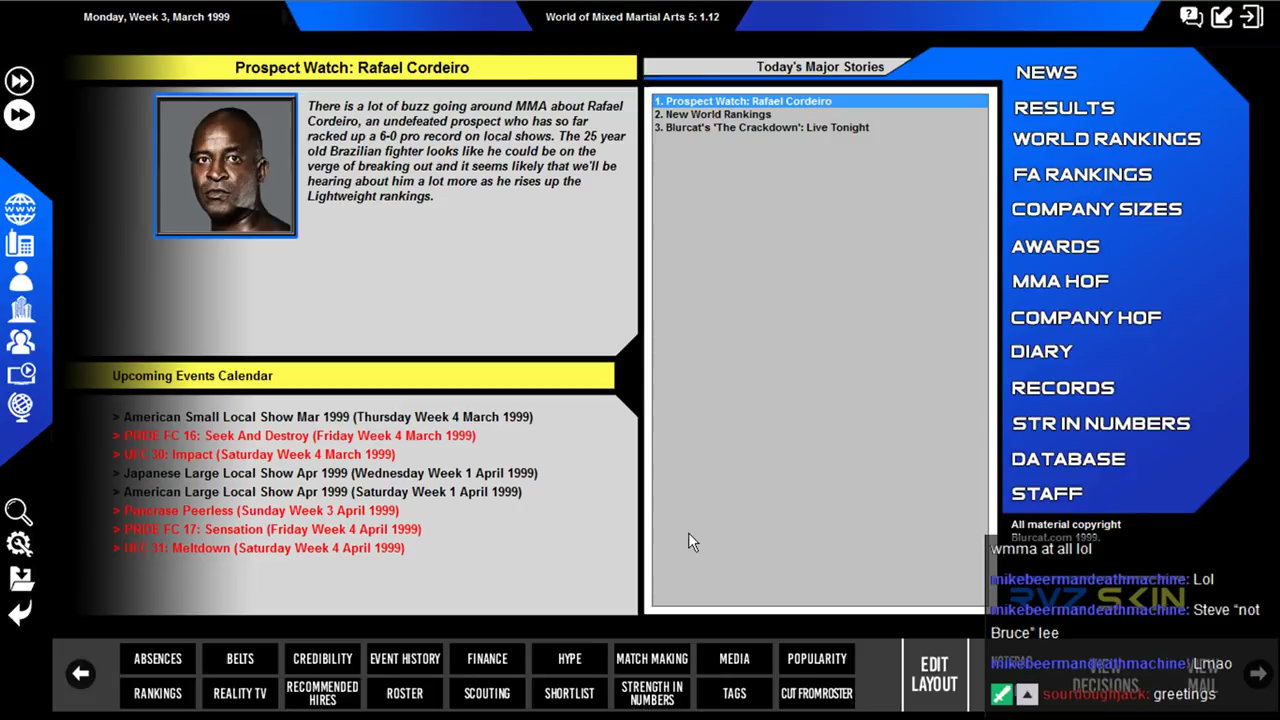 Monday, Week 3, March 1999
World of Mixed Martial Arts 5: 1.12
Prospect Watch: Rafael Cordeiro
There is a lot of buzz going around MMA about Rafael
Cordeiro, an undefeated prospect who has so far
racked up a 6-0 pro record on local shows. The 25 year
old Brazilian fighter looks like he could be on the
verge of breaking out and it seems likely that we'll be
hearing about him a lot more as he rises up the
Lightweight rankings.
Today's Major Stories
1. Prospect Watch: Rafael Cordeiro
2. New World Rankings
3. Blurcat's 'The Crackdown': Live Tonight
NEWS
RESULTS
WORLD RANKINGS
FA RANKINGS
COMPANY SIZES
AWARDS
MMA HOF
COMPANY HOF
DIARY
RECORDS
STR IN NUMBERS
DATABASE
STAFF
All material copyright
Blurcat.com 1999.
Upcoming Events Calendar
> American Small Local Show Mar 1999 (Thursday Week 4 March 1999)
> PRIDE FC 16: Seek And Destroy (Friday Week 4 March 1999)
> UFC 30: Impact (Saturday Week 4 March 1999)
> Japanese Large Local Show Apr 1999 (Wednesday Week 1 April 1999)
> American Large Local Show Apr 1999 (Saturday Week 1 April 1999)
> Pancrase Peerless (Sunday Week 3 April 1999)
> PRIDE FC 17: Sensation (Friday Week 4 April 1999)
> UFC 31: Meltdown (Saturday Week 4 April 1999)
wmma at all lol
mikebeermandeathmachine: Lol
RVZ SKIN
mikebeermandeathmachine: Steve “not
Bruce” lee
mikebeermandeathmachine: Lmao
sourdoughjack: greetings
NOTEPAD
VIEW DECISIONS
VIEW MAIL
ABSENCES
BELTS
CREDIBILITY
EVENT HISTORY
FINANCE
HYPE
MATCH MAKING
MEDIA
POPULARITY
RANKINGS
REALITY TV
RECOMMENDED HIRES
ROSTER
SCOUTING
SHORTLIST
STRENGTH IN NUMBERS
TAGS
CUT FROM ROSTER
EDIT LAYOUT
WWW